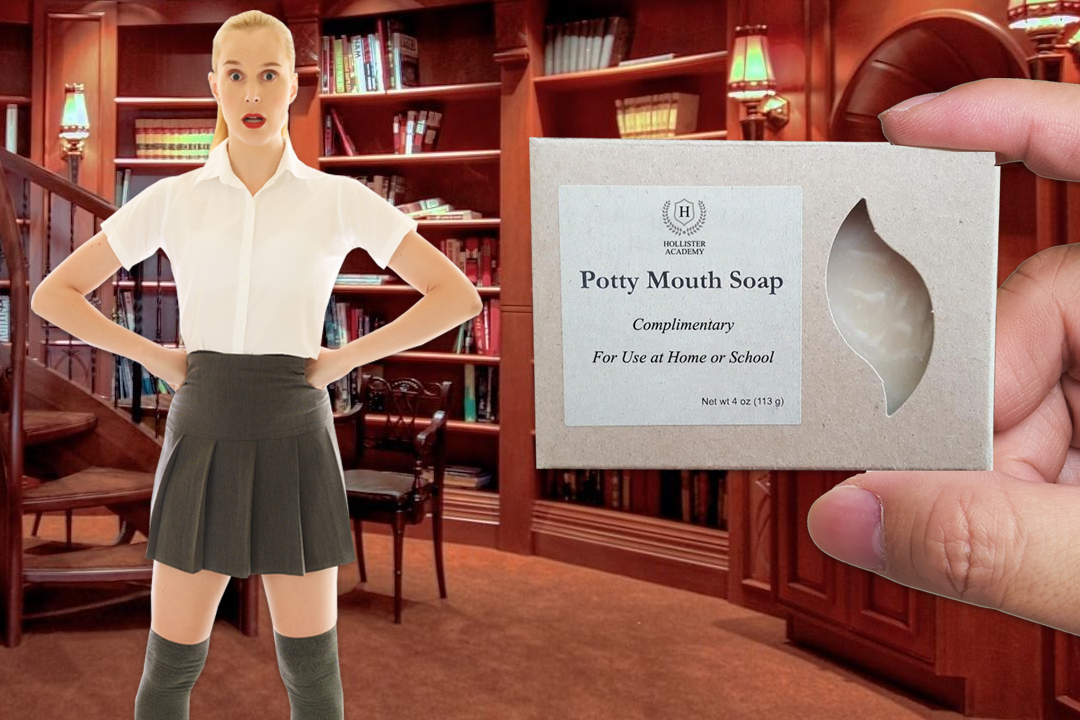 H
HOLLISTER
ACADEMY
Potty Mouth Soap
Complimentary
For Use at Home or School
Net wt 4 oz (113 g)